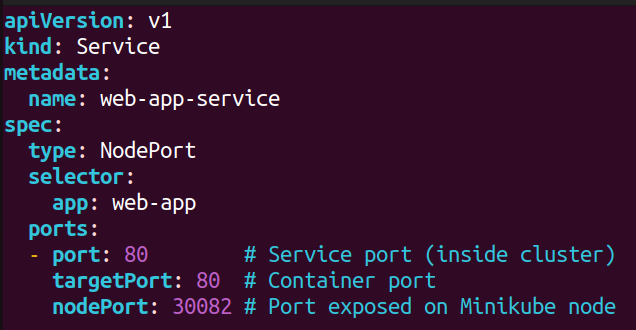 apiVersion: v1
kind: Service
metadata:
  name: web-app-service
spec:
  type: NodePort
  selector:
    app: web-app
  ports:
  - port: 80        # Service port (inside cluster)
    targetPort: 80  # Container port
    nodePort: 30082 # Port exposed on Minikube node